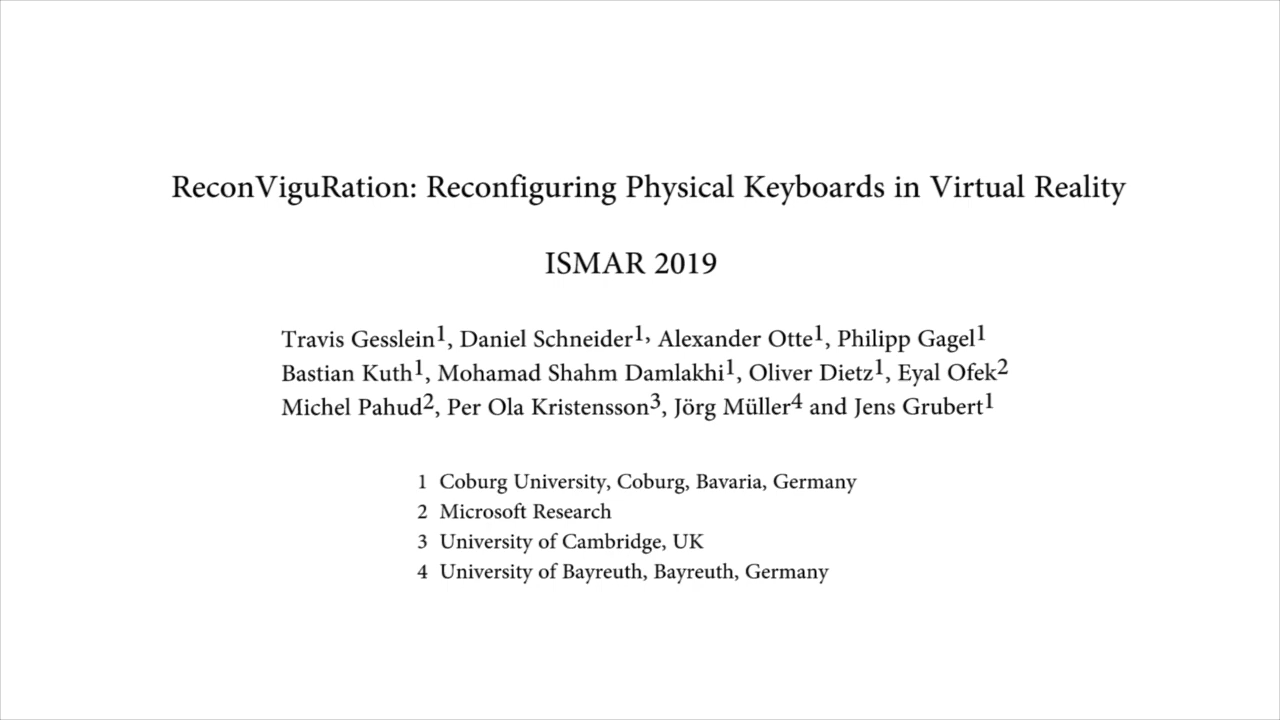 ReconViguRation: Reconfiguring Physical Keyboards in Virtual Reality
ISMAR 2019
Travis Gesslein1, Daniel Schneider1, Alexander Otte1, Philipp Gagel1
Bastian Kuth1, Mohamad Shahm Damlakhi1, Oliver Dietz1, Eyal Ofek2
Michel Pahud2, Per Ola Kristensson3, Jörg Müller4 and Jens Grubert1
1 Coburg University, Coburg, Bavaria, Germany
2 Microsoft Research
3 University of Cambridge, UK
4 University of Bayreuth, Bayreuth, Germany